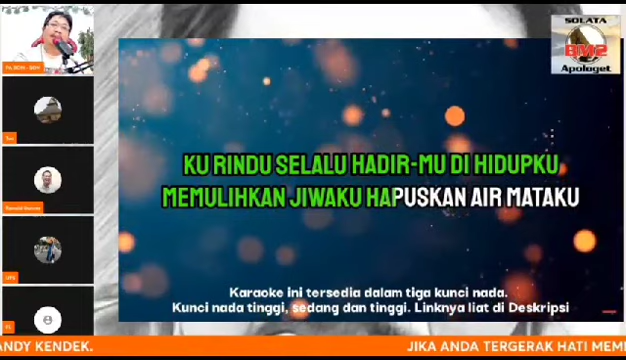 SOLATA
BM2
Apologet
KU RINDU SELALU HADIR-MU DI HIDUPKU,
MEMULIHKAN JIWAKU HAPUSKAN AIR MATAKU
Karaoke ini tersedia dalam tiga kunci nada.
Kunci nada tinggi, sedang dan tinggi. Linknya liat di Deskripsi
ANDY KENDEK.
JIKA ANDA TERGERAK HATI MEM